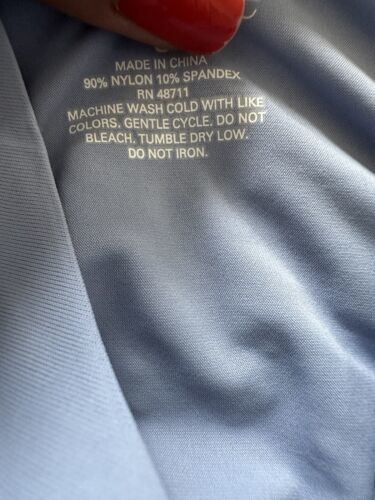 MADE IN CHINA
90% NYLON 10% SPANDEX
RN 48711
MACHINE WASH COLD WITH LIKE
COLORS. GENTLE CYCLE. DO NOT
BLEACH. TUMBLE DRY LOW.
DO NOT IRON.